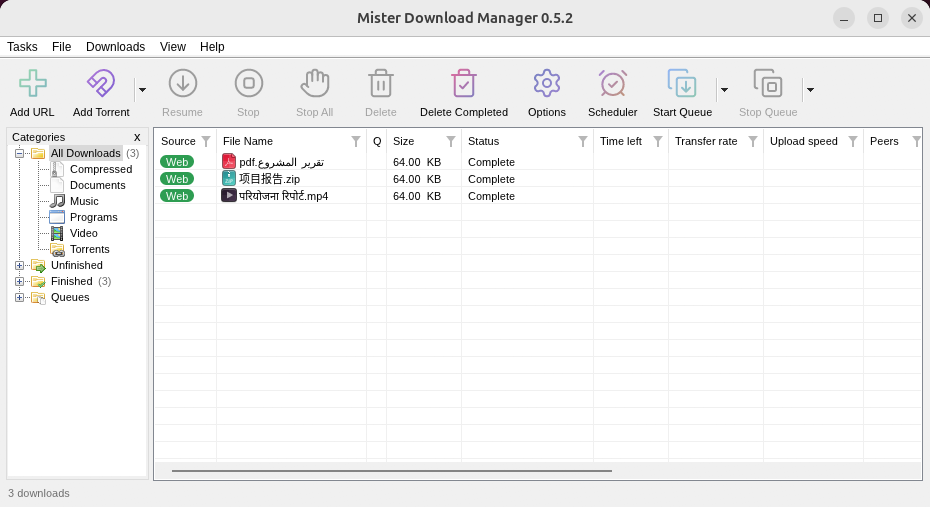 Mister Download Manager 0.5.2
Tasks File Downloads View Help
Add URL Add Torrent Resume Stop Stop All Delete Delete Completed Options Scheduler Start Queue Stop Queue
Categories X
Source File Name Q Size Status Time left Transfer rate Upload speed Peers
All Downloads (3)
Compressed
Documents
Music
Programs
Video
Torrents
Unfinished
Finished (3)
Queues
Web تقرير المشروع.pdf 64.00 KB Complete
Web 项目报告.zip 64.00 KB Complete
Web परियोजना रिपोर्ट.mp4 64.00 KB Complete
3 downloads